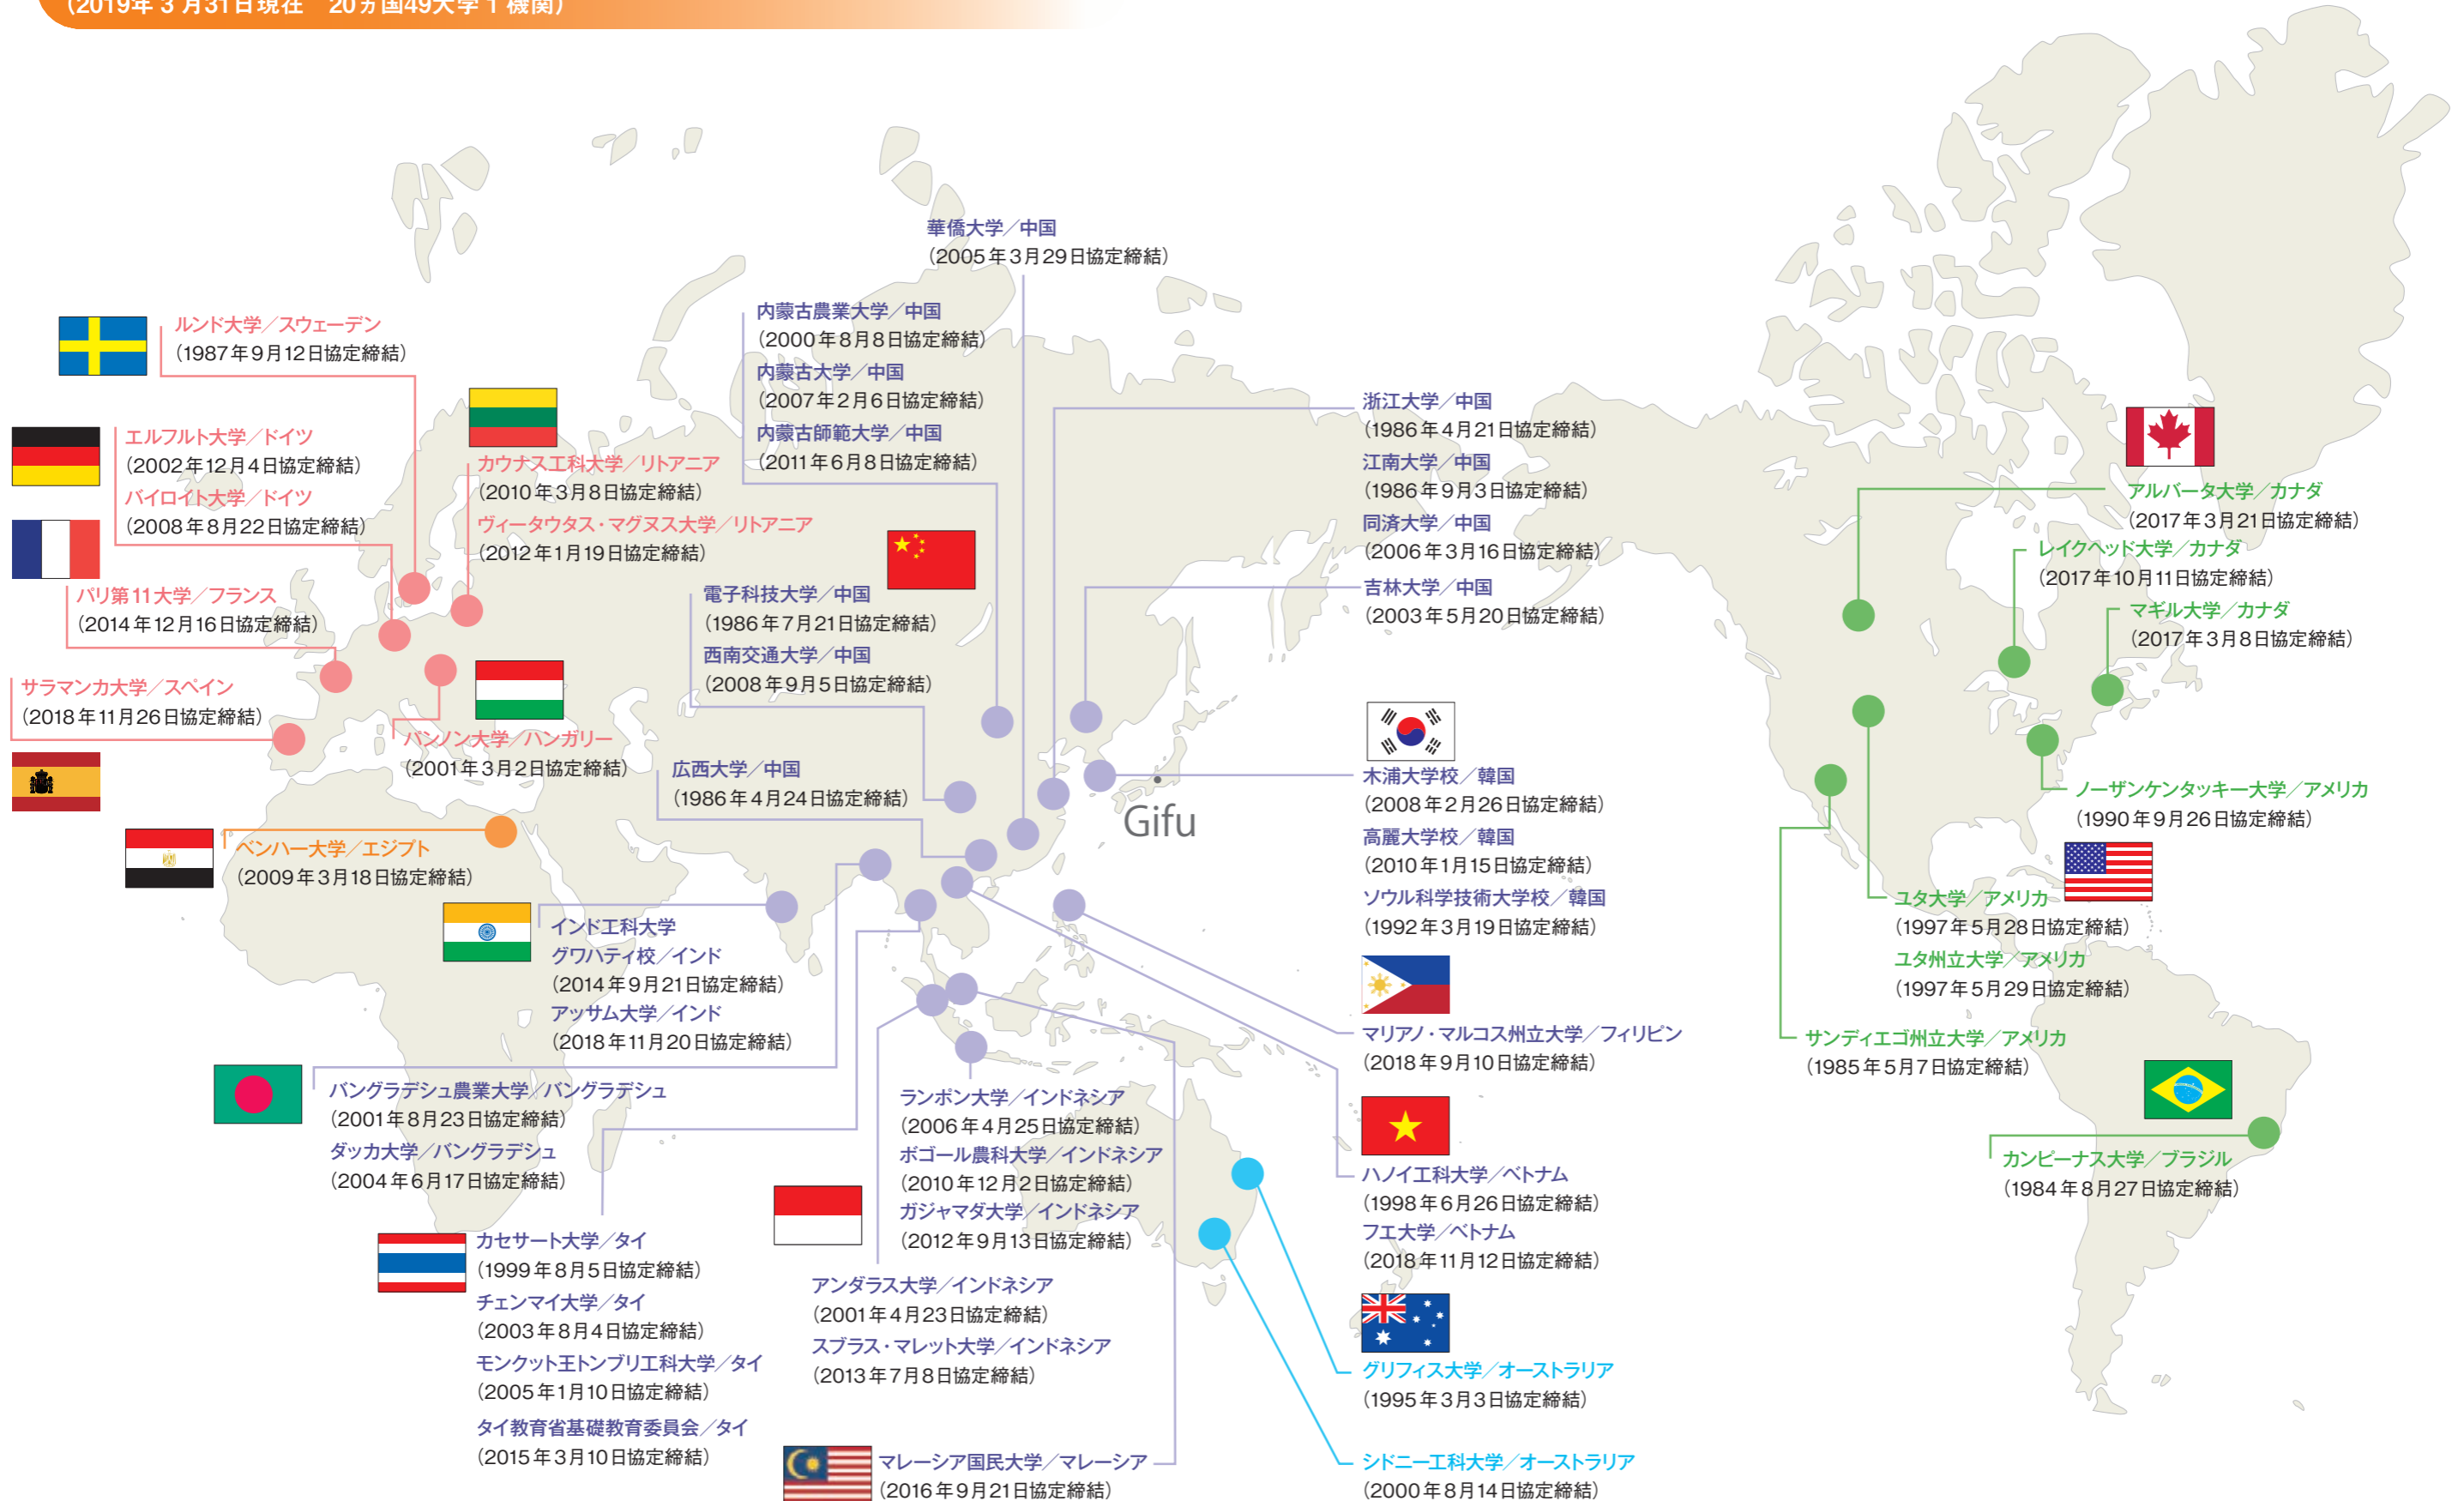 （2019年3月31日現在　20ヵ国49大学1機関）
華僑大学／中国
（2005年3月29日協定締結）
内蒙古農業大学／中国
（2000年8月8日協定締結）
内蒙古大学／中国
（2007年2月6日協定締結）
内蒙古師範大学／中国
（2011年6月8日協定締結）
ルンド大学／スウェーデン
（1987年9月12日協定締結）
エルフルト大学／ドイツ
（2002年12月4日協定締結）
バイロイト大学／ドイツ
（2008年8月22日協定締結）
カウナス工科大学／リトアニア
（2010年3月8日協定締結）
ヴィータウタス・マグヌス大学／リトアニア
（2012年1月19日協定締結）
パリ第11大学／フランス
（2014年12月16日協定締結）
サラマンカ大学／スペイン
（2018年11月26日協定締結）
パンノン大学／ハンガリー
（2001年3月2日協定締結）
電子科技大学／中国
（1986年7月21日協定締結）
西南交通大学／中国
（2008年9月5日協定締結）
広西大学／中国
（1986年4月24日協定締結）
浙江大学／中国
（1986年4月21日協定締結）
江南大学／中国
（1986年9月3日協定締結）
同済大学／中国
（2006年3月16日協定締結）
吉林大学／中国
（2003年5月20日協定締結）
Gifu
木浦大学校／韓国
（2008年2月26日協定締結）
高麗大学校／韓国
（2010年1月15日協定締結）
ソウル科学技術大学校／韓国
（1992年3月19日協定締結）
アルバータ大学／カナダ
（2017年3月21日協定締結）
レイクヘッド大学／カナダ
（2017年10月11日協定締結）
マギル大学／カナダ
（2017年3月8日協定締結）
ノーザンケンタッキー大学／アメリカ
（1990年9月26日協定締結）
ユタ大学／アメリカ
（1997年5月28日協定締結）
ユタ州立大学／アメリカ
（1997年5月29日協定締結）
サンディエゴ州立大学／アメリカ
（1985年5月7日協定締結）
カンピーナス大学／ブラジル
（1984年8月27日協定締結）
ベンハー大学／エジプト
（2009年3月18日協定締結）
インド工科大学
グワハティ校／インド
（2014年9月21日協定締結）
アッサム大学／インド
（2018年11月20日協定締結）
バングラデシュ農業大学／バングラデシュ
（2001年8月23日協定締結）
ダッカ大学／バングラデシュ
（2004年6月17日協定締結）
カセサート大学／タイ
（1999年8月5日協定締結）
チェンマイ大学／タイ
（2003年8月4日協定締結）
モンクット王トンブリ工科大学／タイ
（2005年1月10日協定締結）
タイ教育省基礎教育委員会／タイ
（2015年3月10日協定締結）
ランポン大学／インドネシア
（2006年4月25日協定締結）
ボゴール農科大学／インドネシア
（2010年12月2日協定締結）
ガジャマダ大学／インドネシア
（2012年9月13日協定締結）
アンダラス大学／インドネシア
（2001年4月23日協定締結）
スブラス・マレット大学／インドネシア
（2013年7月8日協定締結）
マレーシア国民大学／マレーシア
（2016年9月21日協定締結）
マリアノ・マルコス州立大学／フィリピン
（2018年9月10日協定締結）
ハノイ工科大学／ベトナム
（1998年6月26日協定締結）
フエ大学／ベトナム
（2018年11月12日協定締結）
グリフィス大学／オーストラリア
（1995年3月3日協定締結）
シドニー工科大学／オーストラリア
（2000年8月14日協定締結）